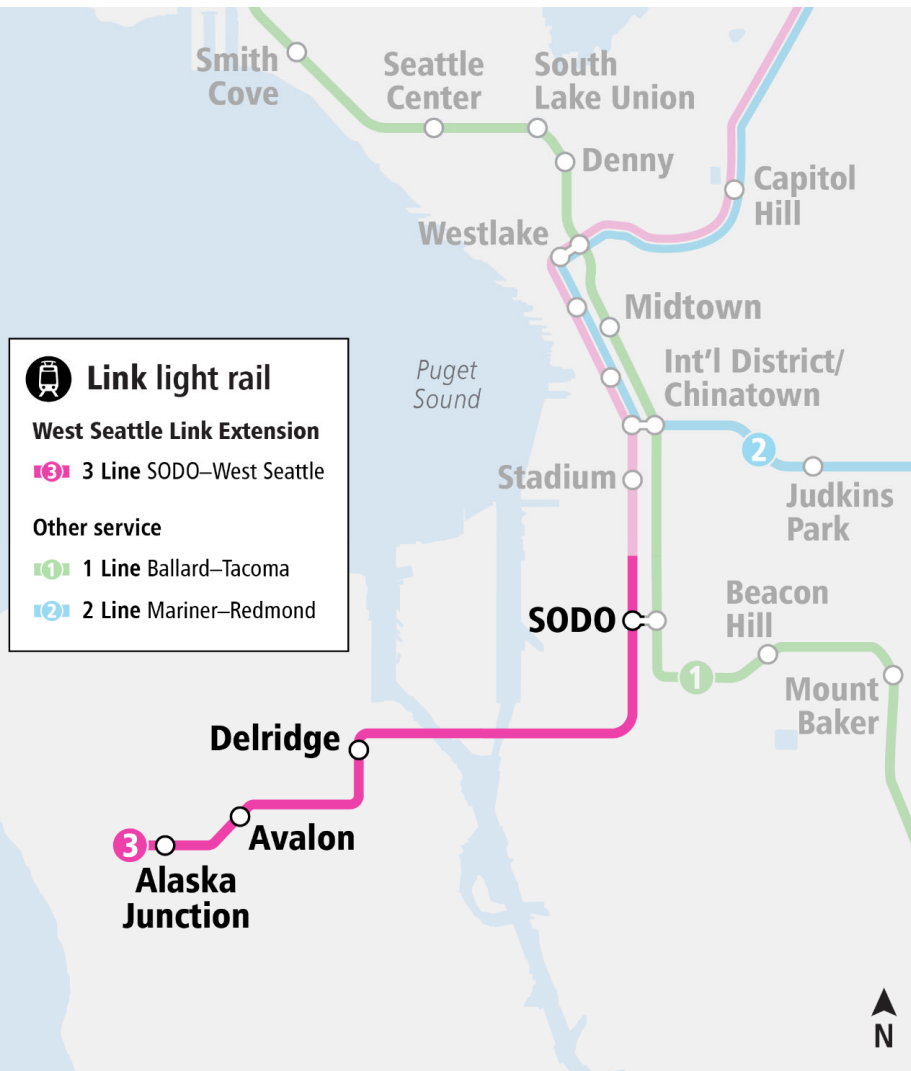 Smith
Cove
Seattle
Center
South
Lake Union
Denny
Capitol
Hill
Westlake
Midtown
Int'l District/
Chinatown
Puget
Sound
Link light rail
West Seattle Link Extension
3 3 Line SODO–West Seattle
Other service
1 1 Line Ballard–Tacoma
2 2 Line Mariner–Redmond
2
Stadium
Judkins
Park
SODO
Beacon
Hill
1
Mount
Baker
Delridge
Avalon
3
Alaska
Junction
N